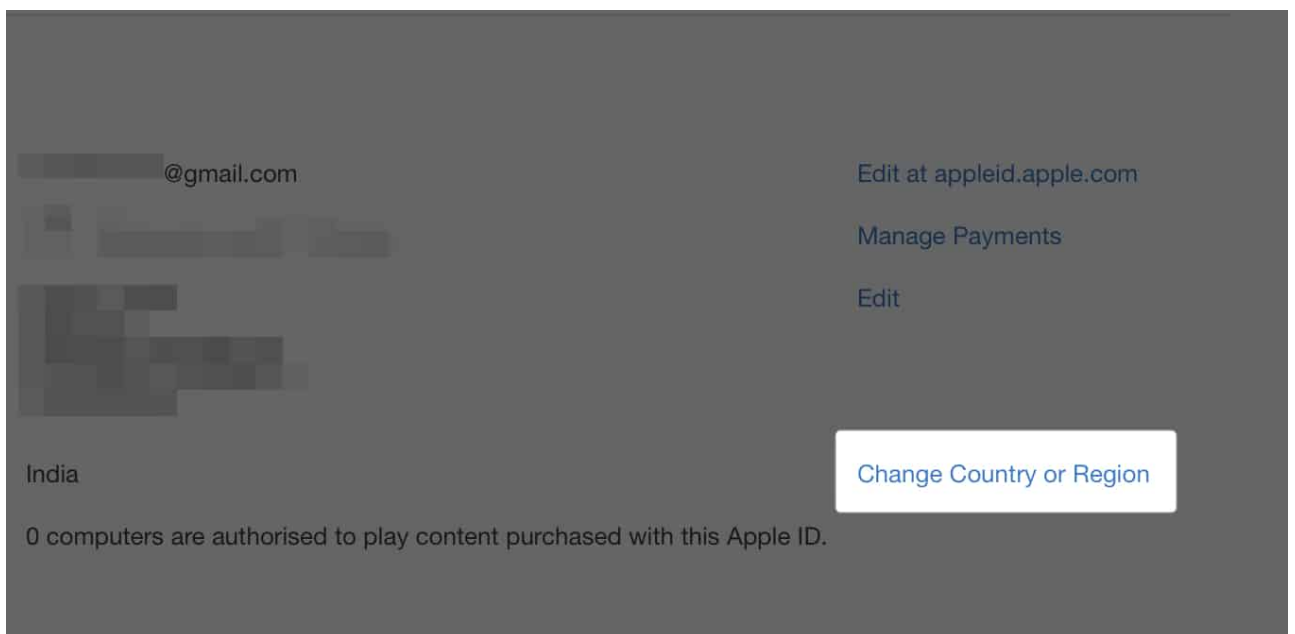 @gmail.com Edit at appleid.apple.com
Manage Payments
Edit
India Change Country or Region
0 computers are authorised to play content purchased with this Apple ID.